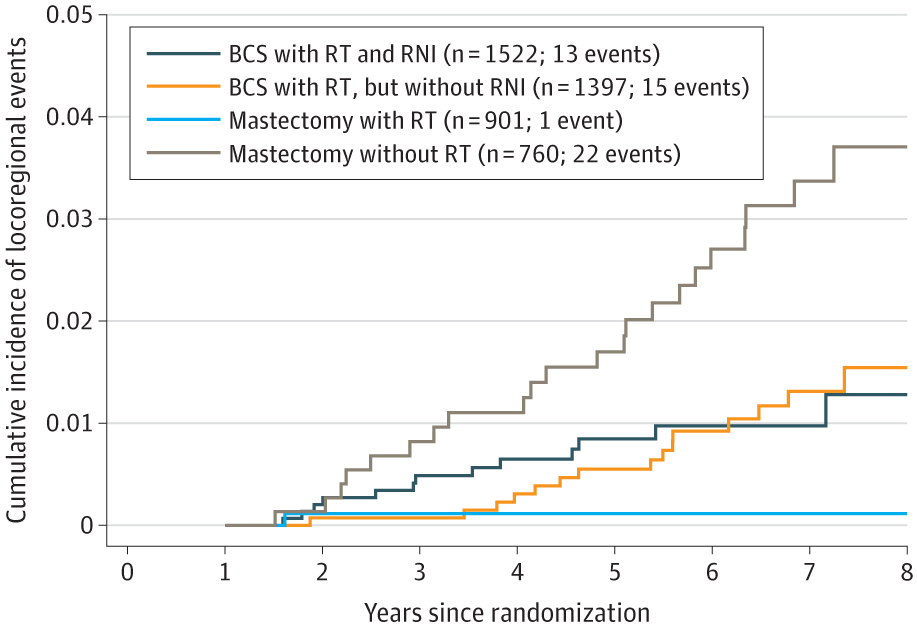 Cumulative incidence of locoregional events
0.05
0.04
0.03
0.02
0.01
0
BCS with RT and RNI (n = 1522; 13 events)
BCS with RT, but without RNI (n = 1397; 15 events)
Mastectomy with RT (n = 901; 1 event)
Mastectomy without RT (n = 760; 22 events)
0 1 2 3 4 5 6 7 8
Years since randomization